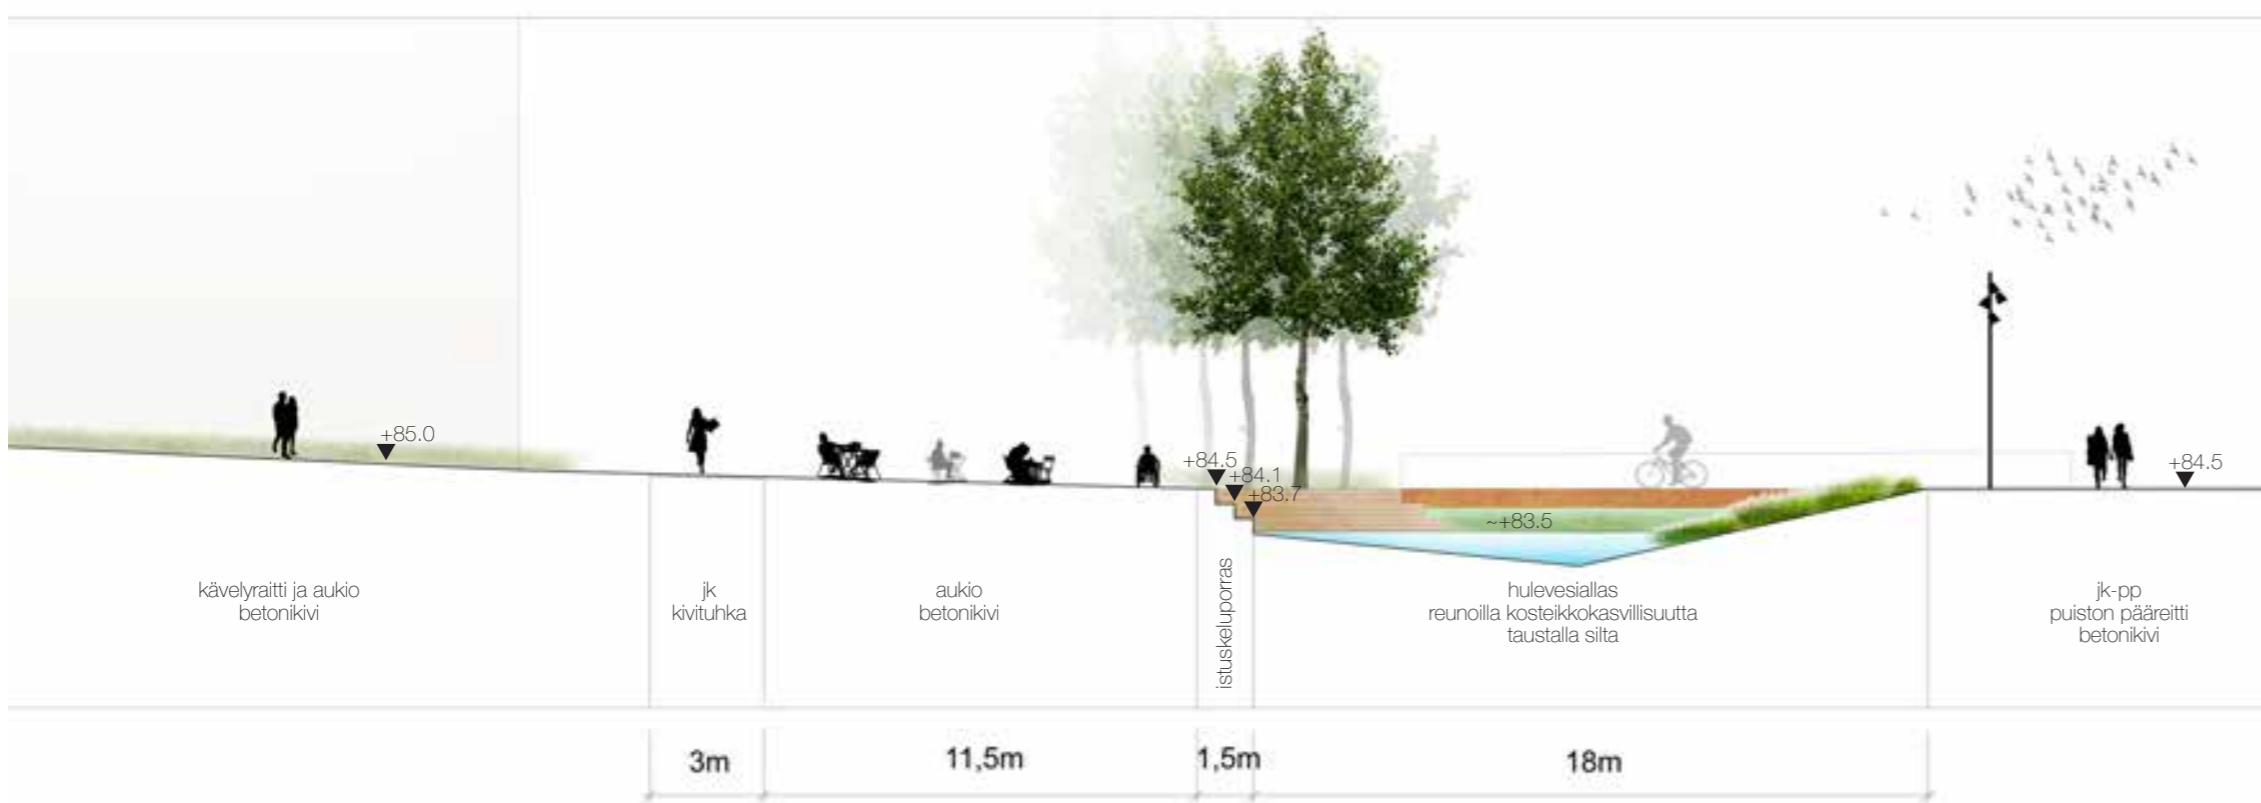 +85.0
+84.5
+84.1
+83.7
~+83.5
+84.5
kävelyraitti ja aukio
betonikivi
jk
kivituhka
aukio
betonikivi
istuskeluporras
hulevesiallas
reunoilla kosteikkokasvillisuutta
taustalla silta
jk-pp
puiston pääreitti
betonikivi
3m
11,5m
1,5m
18m